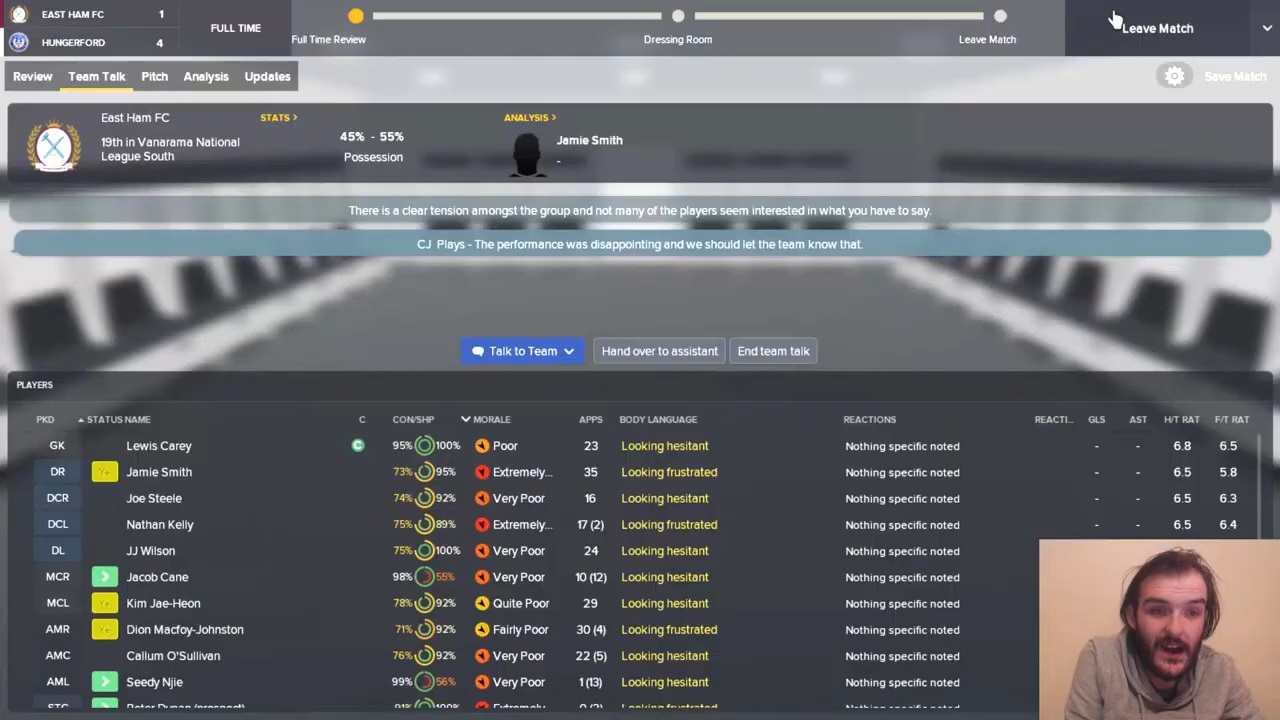 EAST HAM FC 1
HUNGERFORD 4
FULL TIME
Full Time Review
Dressing Room
Leave Match
Leave Match
Review Team Talk Pitch Analysis Updates
Save Match
East Ham FC
19th in Vanarama National
League South
STATS >
45% - 55%
Possession
ANALYSIS >
Jamie Smith
-
There is a clear tension amongst the group and not many of the players seem interested in what you have to say.
CJ Plays - The performance was disappointing and we should let the team know that.
Talk to Team Hand over to assistant End team talk
PLAYERS
PKD STATUS NAME C CON/SHP MORALE APPS BODY LANGUAGE REACTIONS REACTI... GLS AST H/T RAT F/T RAT
GK Lewis Carey C 95% 100% Poor 23 Looking hesitant Nothing specific noted - - 6.8 6.5
DR Ye Jamie Smith 73% 95% Extremely... 35 Looking frustrated Nothing specific noted - - 6.5 5.8
DCR Joe Steele 74% 92% Very Poor 16 Looking hesitant Nothing specific noted - - 6.5 6.3
DCL Nathan Kelly 75% 89% Extremely... 17 (2) Looking frustrated Nothing specific noted - - 6.5 6.4
DL JJ Wilson 75% 100% Very Poor 24 Looking hesitant Nothing specific noted
MCR Jacob Cane 98% 55% Very Poor 10 (12) Looking hesitant Nothing specific noted
MCL Ye Kim Jae-Heon 78% 92% Quite Poor 29 Looking hesitant Nothing specific noted
AMR Ye Dion Macfoy-Johnston 71% 92% Fairly Poor 30 (4) Looking frustrated Nothing specific noted
AMC Callum O'Sullivan 76% 92% Very Poor 22 (5) Looking hesitant Nothing specific noted
AML Seedy Njie 99% 56% Very Poor 1 (13) Looking hesitant Nothing specific noted